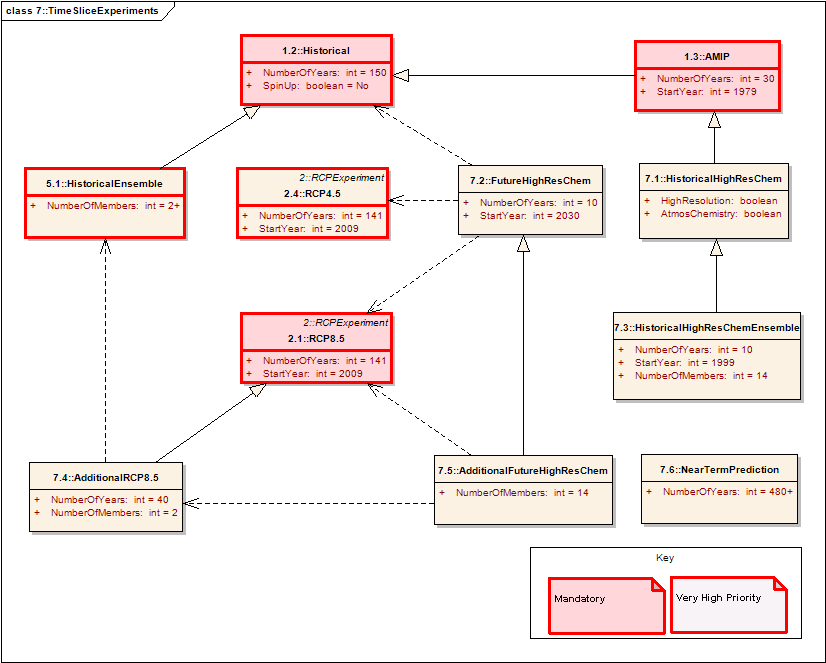 class 7::TimeSliceExperiments
1.2::Historical
+ NumberOfYears: int = 150
+ SpinUp: boolean = No
1.3::AMIP
+ NumberOfYears: int = 30
+ StartYear: int = 1979
5.1::HistoricalEnsemble
+ NumberOfMembers: int = 2+
2::RCPExperiment
2.4::RCP4.5
+ NumberOfYears: int = 141
+ StartYear: int = 2009
7.2::FutureHighResChem
+ NumberOfYears: int = 10
+ StartYear: int = 2030
7.1::HistoricalHighResChem
+ HighResolution: boolean
+ AtmosChemistry: boolean
2::RCPExperiment
2.1::RCP8.5
+ NumberOfYears: int = 141
+ StartYear: int = 2009
7.3::HistoricalHighResChemEnsemble
+ NumberOfYears: int = 10
+ StartYear: int = 1999
+ NumberOfMembers: int = 14
7.4::AdditionalRCP8.5
+ NumberOfYears: int = 40
+ NumberOfMembers: int = 2
7.5::AdditionalFutureHighResChem
+ NumberOfMembers: int = 14
7.6::NearTermPrediction
+ NumberOfYears: int = 480+
Key
Mandatory
Very High Priority